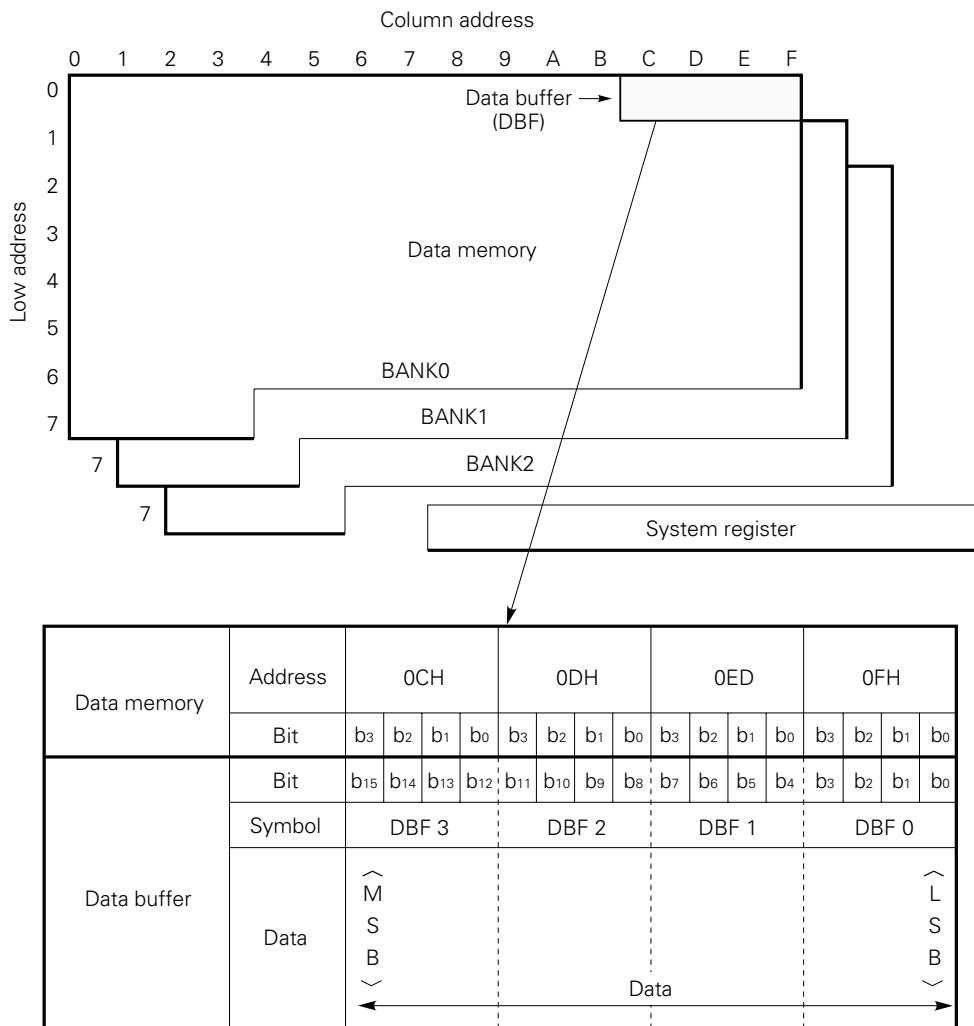 Column address
0 1 2 3 4 5 6 7 8 9 A B C D E F
0
Data buffer
(DBF)
1
2
3
Low address
Data memory
4
5
6
BANK0
7
BANK1
7
BANK2
7
System register
Data memory
Address 0CH 0DH 0ED 0FH
Bit b3 b2 b1 b0 b3 b2 b1 b0 b3 b2 b1 b0 b3 b2 b1 b0
Data buffer
Bit b15 b14 b13 b12 b11 b10 b9 b8 b7 b6 b5 b4 b3 b2 b1 b0
Symbol DBF 3 DBF 2 DBF 1 DBF 0
Data
〈MSB〉
〈LSB〉
Data